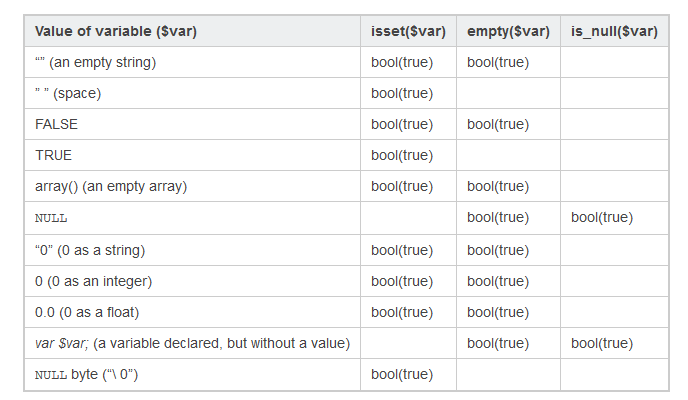 Value of variable ($var) isset($var) empty($var) is_null($var)
“” (an empty string) bool(true) bool(true)
” ” (space) bool(true)
FALSE bool(true) bool(true)
TRUE bool(true)
array() (an empty array) bool(true) bool(true)
NULL bool(true) bool(true)
“0” (0 as a string) bool(true) bool(true)
0 (0 as an integer) bool(true) bool(true)
0.0 (0 as a float) bool(true) bool(true)
var $var; (a variable declared, but without a value) bool(true) bool(true)
NULL byte (“\ 0”) bool(true)